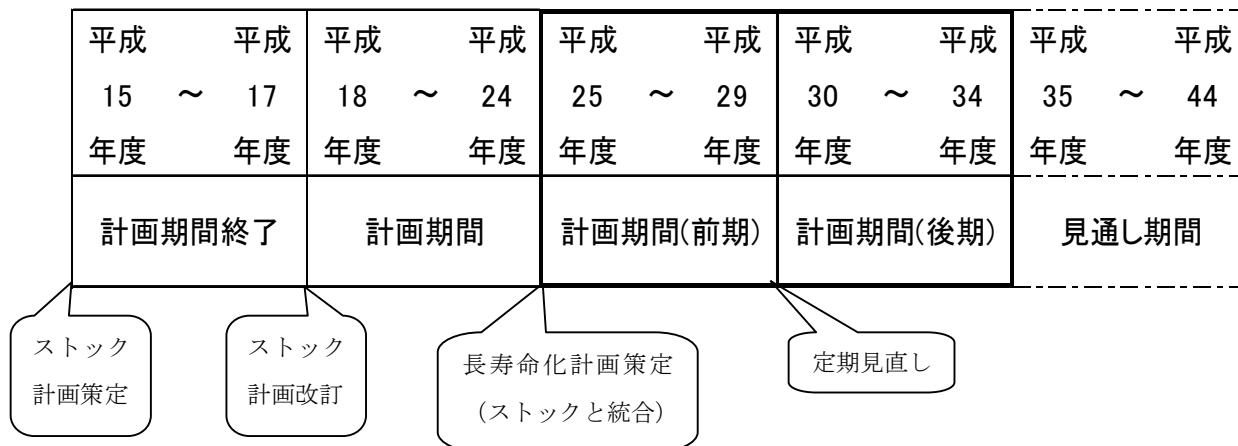 平成 平成 平成 平成 平成 平成 平成 平成 平成 平成
15 ～ 17 18 ～ 24 25 ～ 29 30 ～ 34 35 ～ 44
年度 年度 年度 年度 年度 年度 年度 年度 年度 年度
計画期間終了 計画期間 計画期間(前期) 計画期間(後期) 見通し期間
ストック
計画策定
ストック
計画改訂
長寿命化計画策定
（ストックと統合）
定期見直し